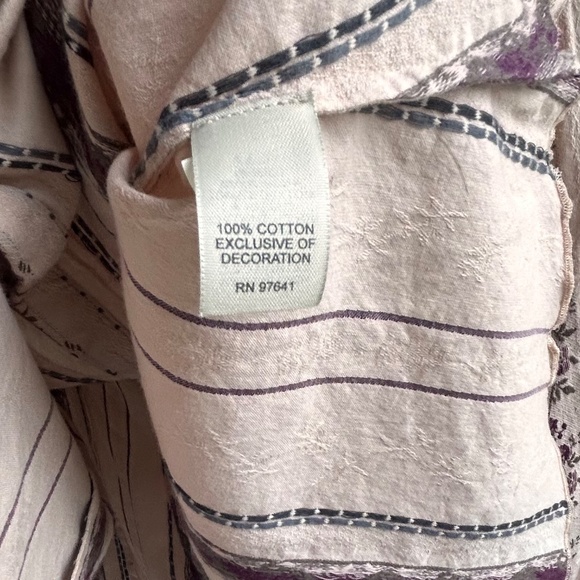 100% COTTON
EXCLUSIVE OF
DECORATION
RN 97641